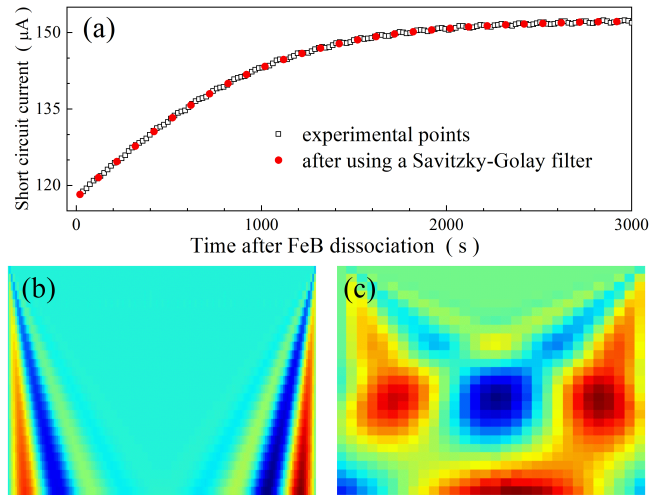 (a)
Short circuit current ( μA )
150
135
120
experimental points
after using a Savitzky-Golay filter
0 1000 2000 3000
Time after FeB dissociation ( s )
(b) (c)